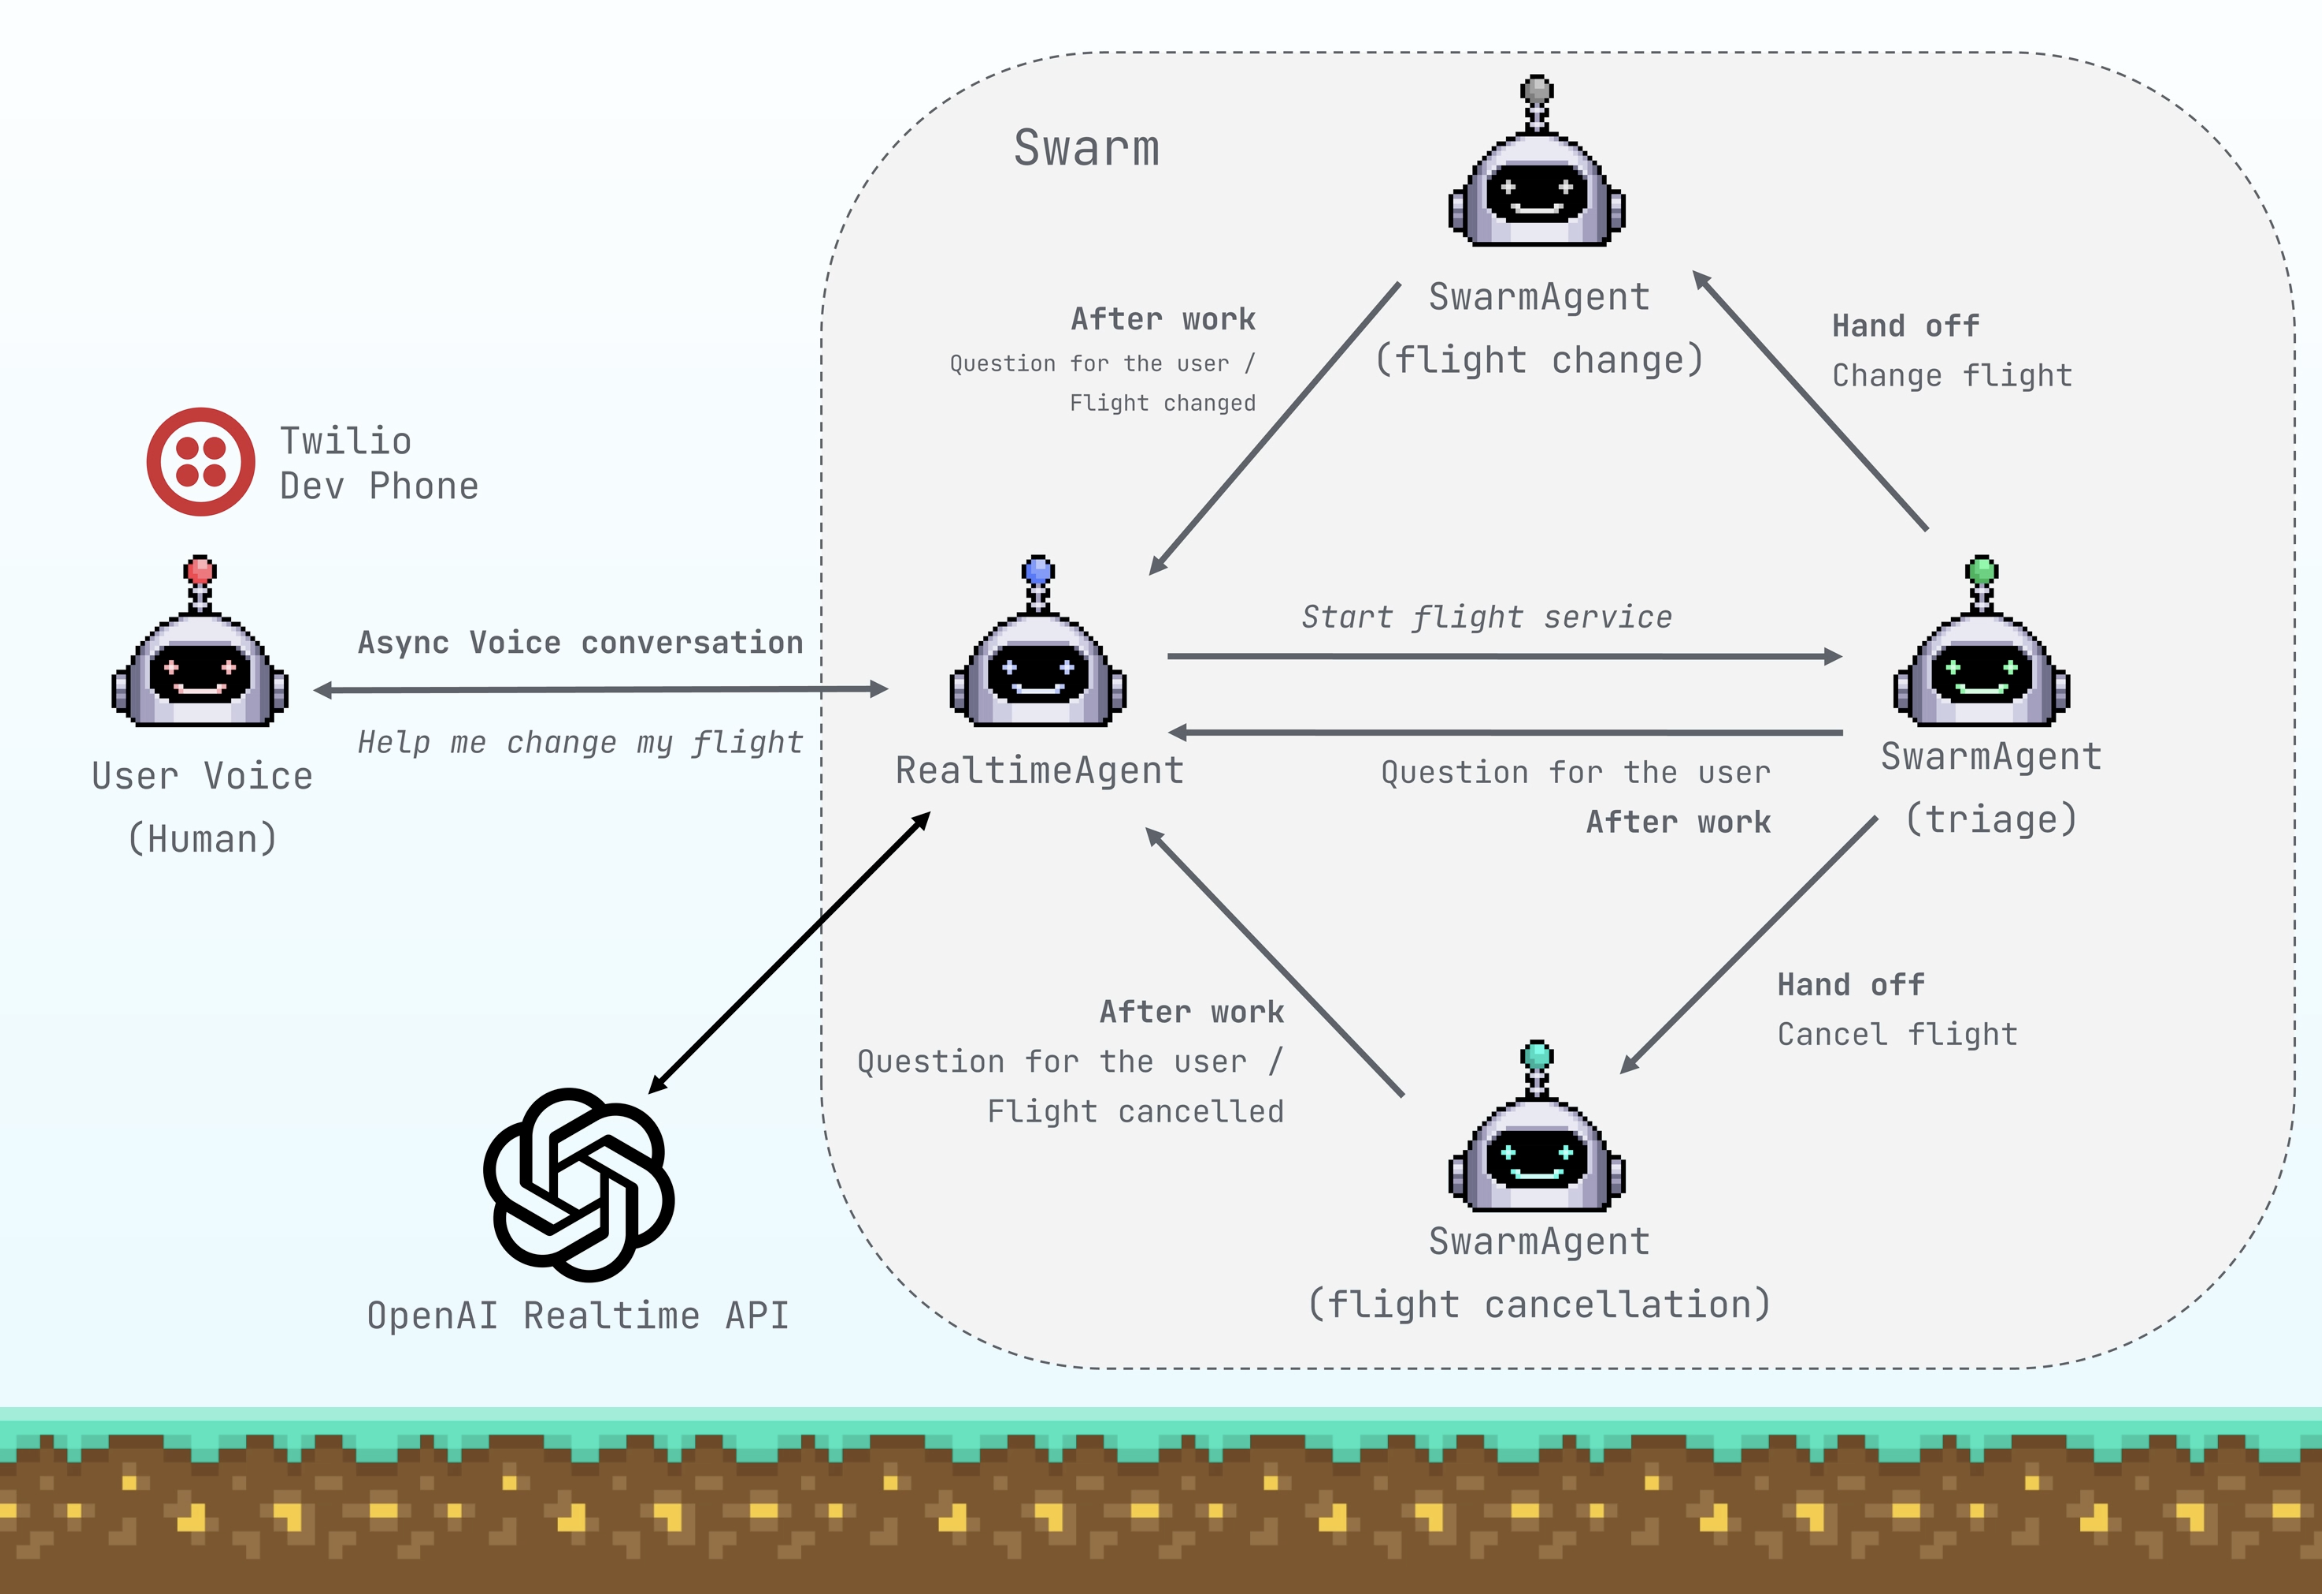 Swarm
SwarmAgent
(flight change)
After work
Question for the user /
Flight changed
Hand off
Change flight
Twilio
Dev Phone
Async Voice conversation
Help me change my flight
User Voice
(Human)
RealtimeAgent
Start flight service
Question for the user
After work
SwarmAgent
(triage)
After work
Question for the user /
Flight cancelled
Hand off
Cancel flight
SwarmAgent
(flight cancellation)
OpenAI Realtime API